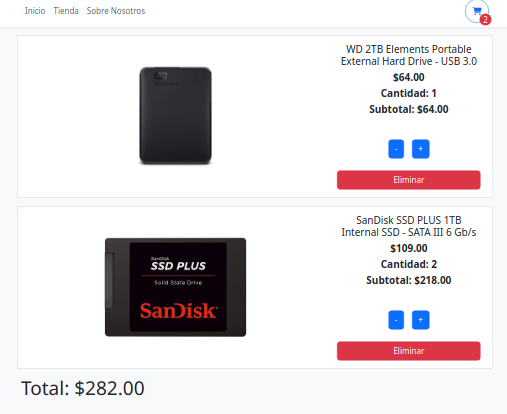 Inicio Tienda Sobre Nosotros
2
WD 2TB Elements Portable
External Hard Drive - USB 3.0
$64.00
Cantidad: 1
Subtotal: $64.00
- +
Eliminar
SanDisk
SSD PLUS
Solid State Drive
SanDisk
SanDisk SSD PLUS 1TB
Internal SSD - SATA III 6 Gb/s
$109.00
Cantidad: 2
Subtotal: $218.00
- +
Eliminar
Total: $282.00